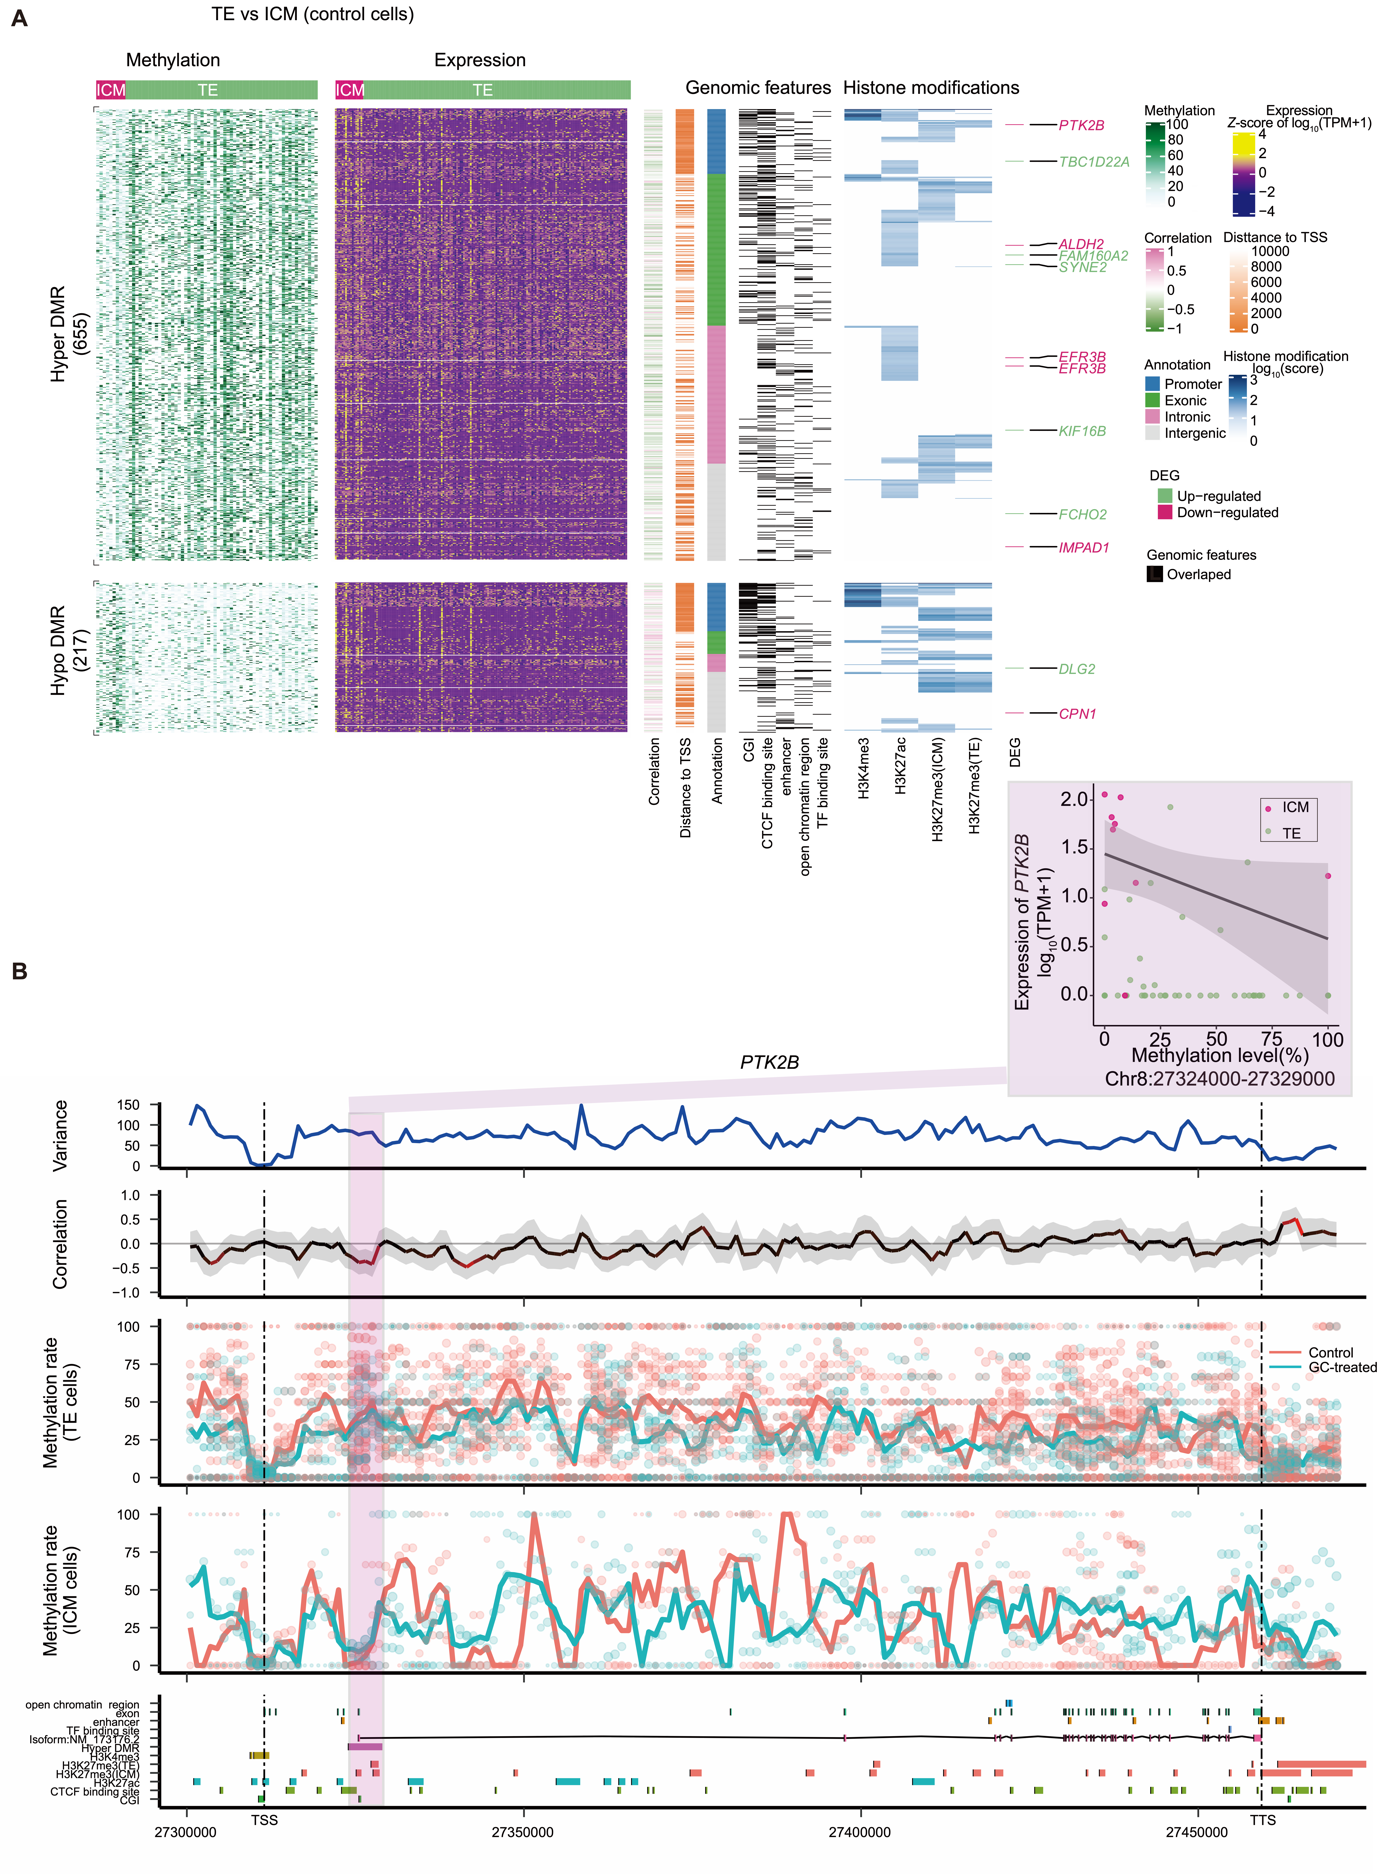 A
TE vs ICM (control cells)
Methylation
Expression
ICM
TE
ICM
TE
Genomic features
Histone modifications
Hyper DMR
(655)
Hypo DMR
(217)
PTK2B
TBC1D22A
ALDH2
FAM160A2
SYNE2
EFR3B
EFR3B
KIF16B
FCHO2
IMPAD1
DLG2
CPN1
Correlation
Distance to TSS
Annotation
CGI
CTCF binding site
enhancer
open chromatin region
TF binding site
H3K4me3
H3K27ac
H3K27me3(ICM)
H3K27me3(TE)
DEG
Methylation
100
80
60
40
20
0
Expression
Z-score of log10(TPM+1)
4
2
0
−2
−4
Correlation
1
0.5
0
−0.5
−1
Disttance to TSS
10000
8000
6000
4000
2000
0
Annotation
Promoter
Exonic
Intronic
Intergenic
Histone modification
log10(score)
3
2
1
0
DEG
Up−regulated
Down−regulated
Genomic features
Overlaped
Expression of PTK2B
log10(TPM+1)
2.0
1.5
1.0
0.5
0.0
ICM
TE
0 25 50 75 100
Methylation level(%)
Chr8:27324000-27329000
B
PTK2B
Variance
150
100
50
0
Correlation
1.0
0.5
0.0
−0.5
−1.0
Methylation rate
(TE cells)
100
75
50
25
0
Control
GC-treated
Methylation rate
(ICM cells)
100
75
50
25
0
open chromatin region
exon
enhancer
TF binding site
Isoform:NM_173176.2
Hyper DMR
H3K4me3
H3K27me3(TE)
H3K27me3(ICM)
H3K27ac
CTCF binding site
CGI
TSS
TTS
27300000 27350000 27400000 27450000